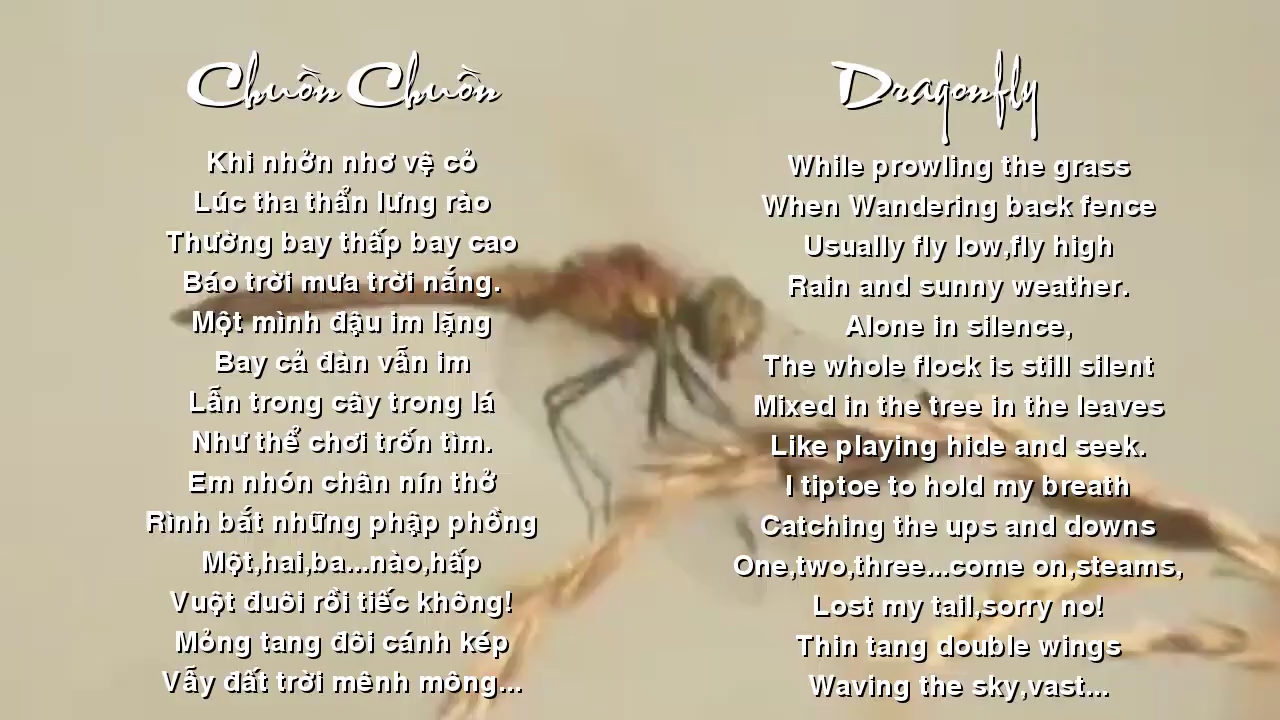 Chuồn Chuồn
Khi nhởn nhơ vệ cỏ
Lúc tha thẩn lưng rào
Thường bay thấp bay cao
Báo trời mưa trời nắng.
Một mình đậu im lặng
Bay cả đàn vẫn im
Lẫn trong cây trong lá
Như thể chơi trốn tìm.
Em nhón chân nín thở
Rình bắt những phập phồng
Một,hai,ba...nào,hấp
Vuột đuôi rồi tiếc không!
Mỏng tang đôi cánh kép
Vẫy đất trời mênh mông...
Dragonfly
While prowling the grass
When Wandering back fence
Usually fly low,fly high
Rain and sunny weather.
Alone in silence,
The whole flock is still silent
Mixed in the tree in the leaves
Like playing hide and seek.
I tiptoe to hold my breath
Catching the ups and downs
One,two,three...come on,steams,
Lost my tail,sorry no!
Thin tang double wings
Waving the sky,vast...